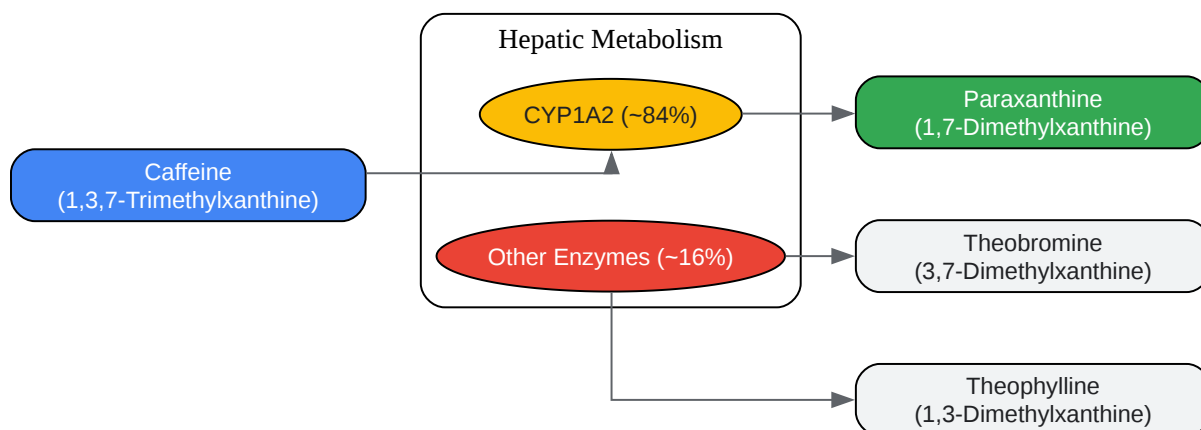 Hepatic Metabolism
CYP1A2 (~84%)
Paraxanthine
(1,7-Dimethylxanthine)
Caffeine
(1,3,7-Trimethylxanthine)
Other Enzymes (~16%)
Theobromine
(3,7-Dimethylxanthine)
Theophylline
(1,3-Dimethylxanthine)